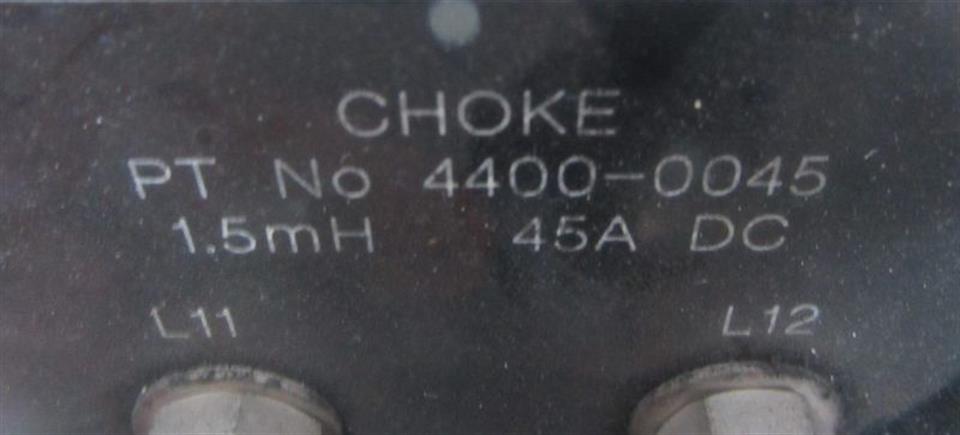 CHOKE
PT No 4400-0045
1.5mH 45A DC
L11 L12